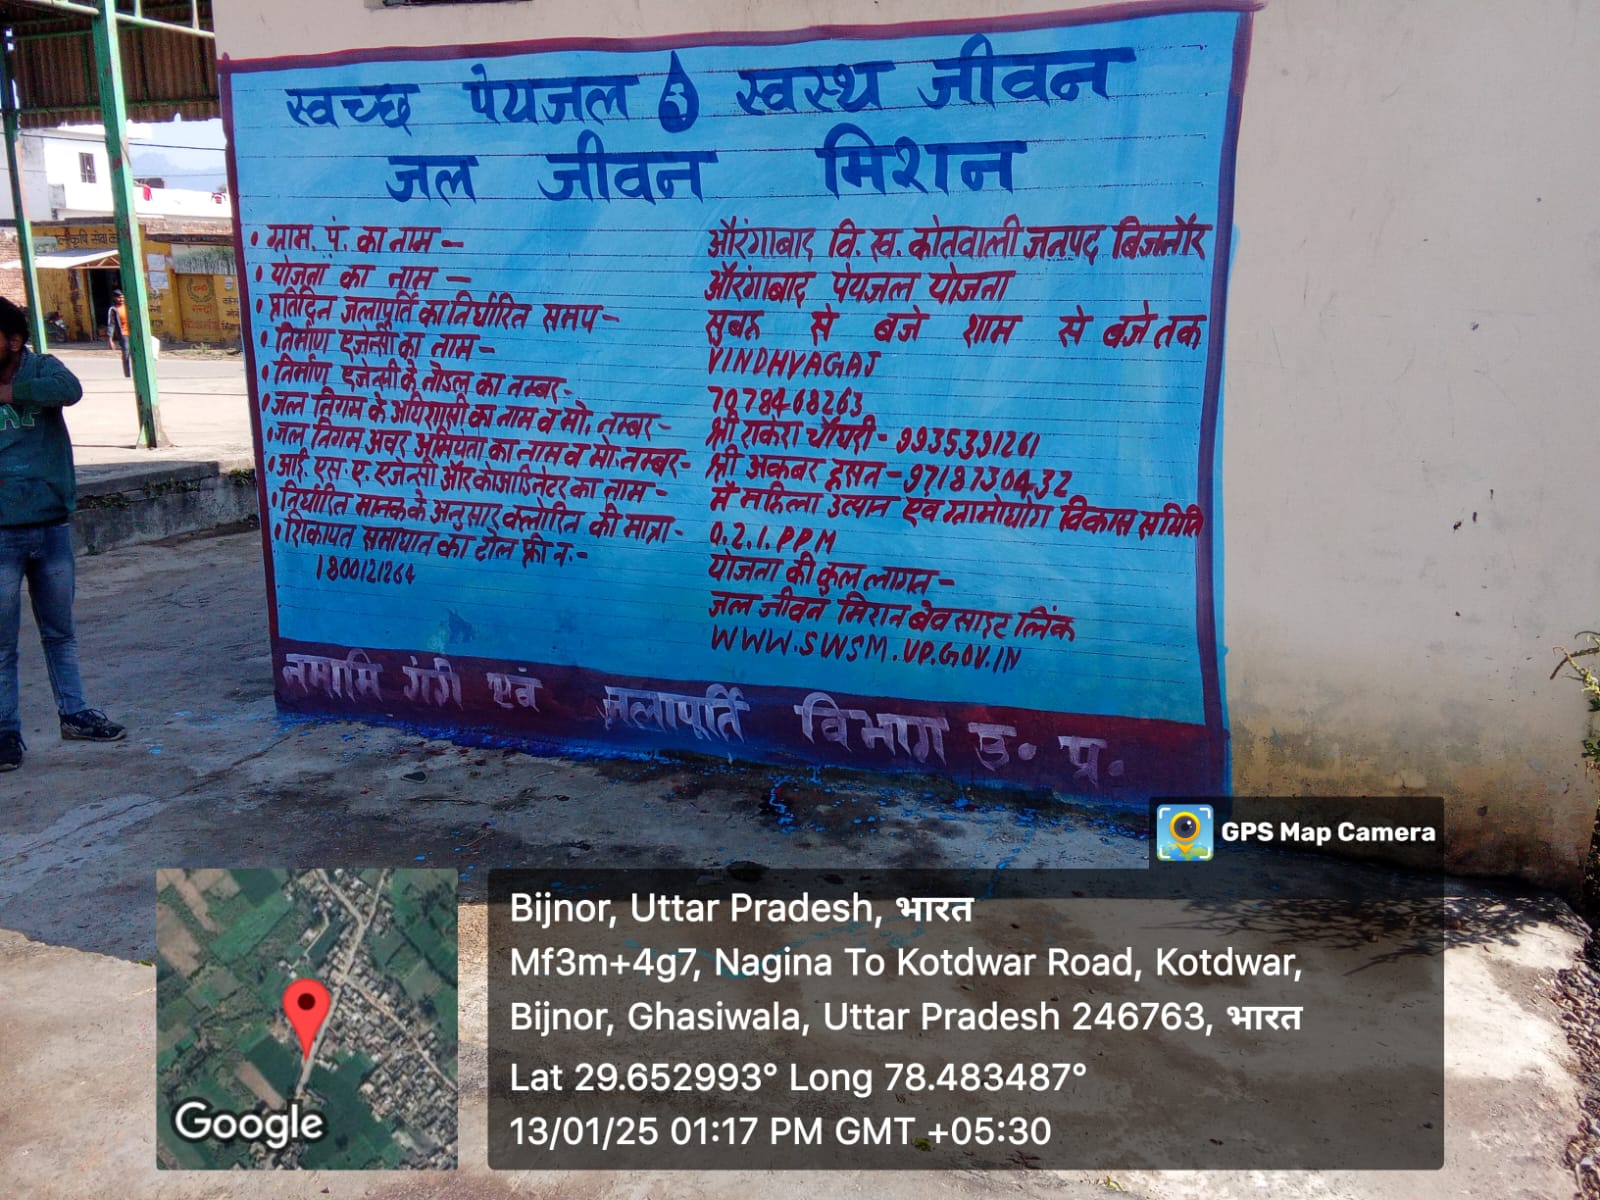 स्वच्छ पेयजल स्वस्थ जीवन
जल जीवन मिशन
• ग्राम. पं. का नाम – औरंगाबाद वि. ख. कोतवाली जनपद बिजनौर
• योजना का नाम – औरंगाबाद पेयजल योजना
• प्रतिदिन जलापूर्ति का निर्धारित समय – सुबह से बजे शाम से बजे तक
• निर्माण एजेन्सी का नाम – VINDHYAGAJ
• निर्माण एजेन्सी के नोडल का नम्बर- 7078468263
• जल निगम के अधिशासी का नाम व मो. नम्बर- श्री राकेश चौधरी - 9935391261
• जल निगम अवर अभियंता का नाम व मो. नम्बर- श्री अकबर हसन - 9718730432
• आई. एस. ए. एजेन्सी और कोआर्डिनेटर का नाम - मैं महिला उत्थान एवं ग्रामोद्योग विकास समिति
• निर्धारित मानक के अनुसार क्लोरिन की मात्रा- 0.2.1.PPM
• शिकायत समाधान का टोल फ्री न.- योजना की कुल लागत –
1800121264 जल जीवन मिशन बेवसाइट लिंक
WWW.SWSM.UP.GOV.IN
नमामि गंगे एवं जलापूर्ति विभाग उ. प्र.
GPS Map Camera
Bijnor, Uttar Pradesh, भारत
Mf3m+4g7, Nagina To Kotdwar Road, Kotdwar,
Bijnor, Ghasiwala, Uttar Pradesh 246763, भारत
Lat 29.652993° Long 78.483487°
13/01/25 01:17 PM GMT +05:30
Google